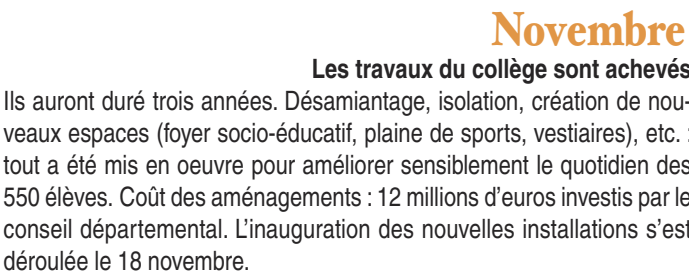 Novembre
Les travaux du collège sont achevés
Ils auront duré trois années. Désamiantage, isolation, création de nou-
veaux espaces (foyer socio-éducatif, plaine de sports, vestiaires), etc. :
tout a été mis en oeuvre pour améliorer sensiblement le quotidien des
550 élèves. Coût des aménagements : 12 millions d'euros investis par le
conseil départemental. L'inauguration des nouvelles installations s'est
déroulée le 18 novembre.